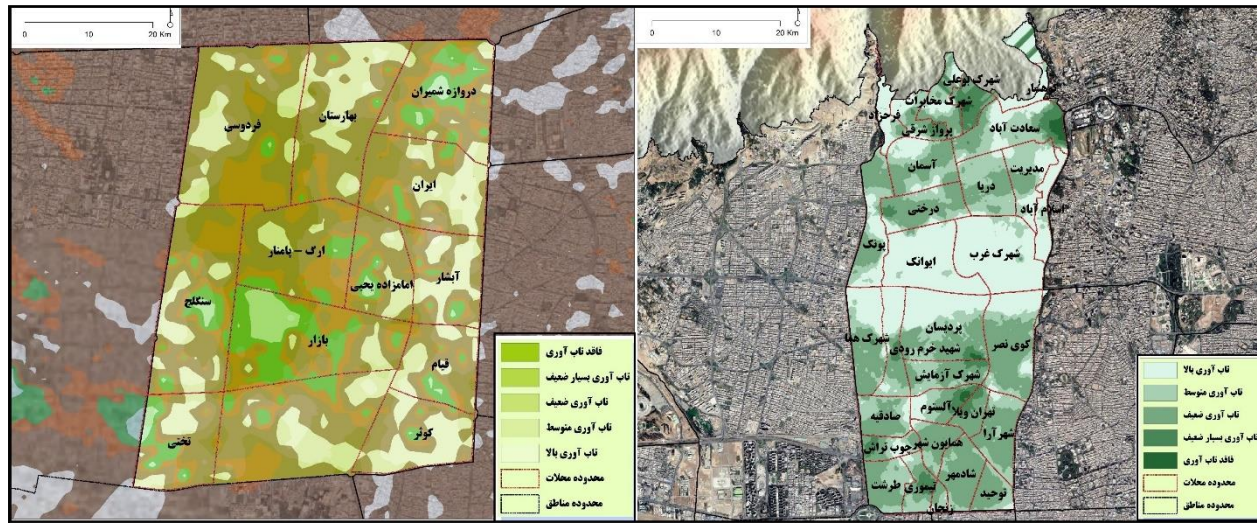 0 10 20 Km
فردوسی
بهارستان
دروازه شمیران
ایران
ارگ - پامنار
امامزاده یحیی
آبشار
سنگلج
بازار
قیام
تختی
کوثر
فاقد تاب آوری
تاب آوری بسیار ضعیف
تاب آوری ضعیف
تاب آوری متوسط
تاب آوری بالا
محدوده محلات
محدوده مناطق
0 10 20 Km
شهرک بوعلی
شهرک مخابرات
فرحزاد
پرواز شرقی
سعادت آباد
آسمان
مدیریت
دریا
درختی
اسلام آباد
پونک
ایوانک
شهرک غرب
پردیسان
شهرک هما
شهید خرم رودی
کوی نصر
شهرک آزمایش
تهران ویلا
آلستوم
صادقیه
شهر آرا
همایون شهر
چوب تراش
شادمهر
طرشت
تیموری
توحید
زنجان
تاب آوری بالا
تاب آوری متوسط
تاب آوری ضعیف
تاب آوری بسیار ضعیف
فاقد تاب آوری
محدوده محلات
محدوده مناطق